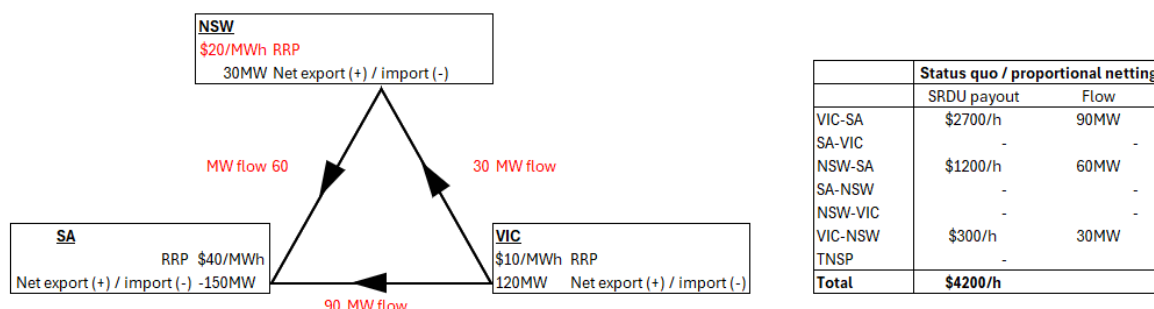 NSW
$20/MWh RRP
30MW Net export (+) / import (-)
MW flow 60
30 MW flow
SA
RRP $40/MWh
Net export (+) / import (-) -150MW
VIC
$10/MWh RRP
120MW Net export (+) / import (-)
90 MW flow
Status quo / proportional netting
SRDU payout Flow
VIC-SA $2700/h 90MW
SA-VIC - -
NSW-SA $1200/h 60MW
SA-NSW - -
NSW-VIC - -
VIC-NSW $300/h 30MW
TNSP -
Total $4200/h